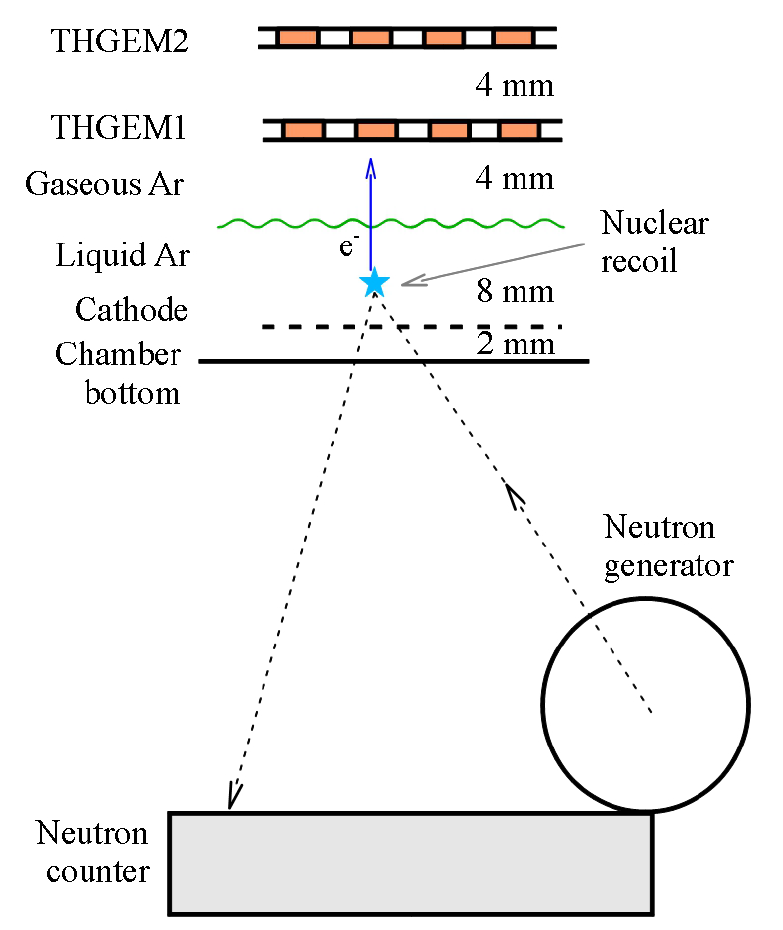 THGEM2
4 mm
THGEM1
4 mm
Gaseous Ar
Nuclear
recoil
e-
Liquid Ar
8 mm
Cathode
2 mm
Chamber
bottom
Neutron
generator
Neutron
counter